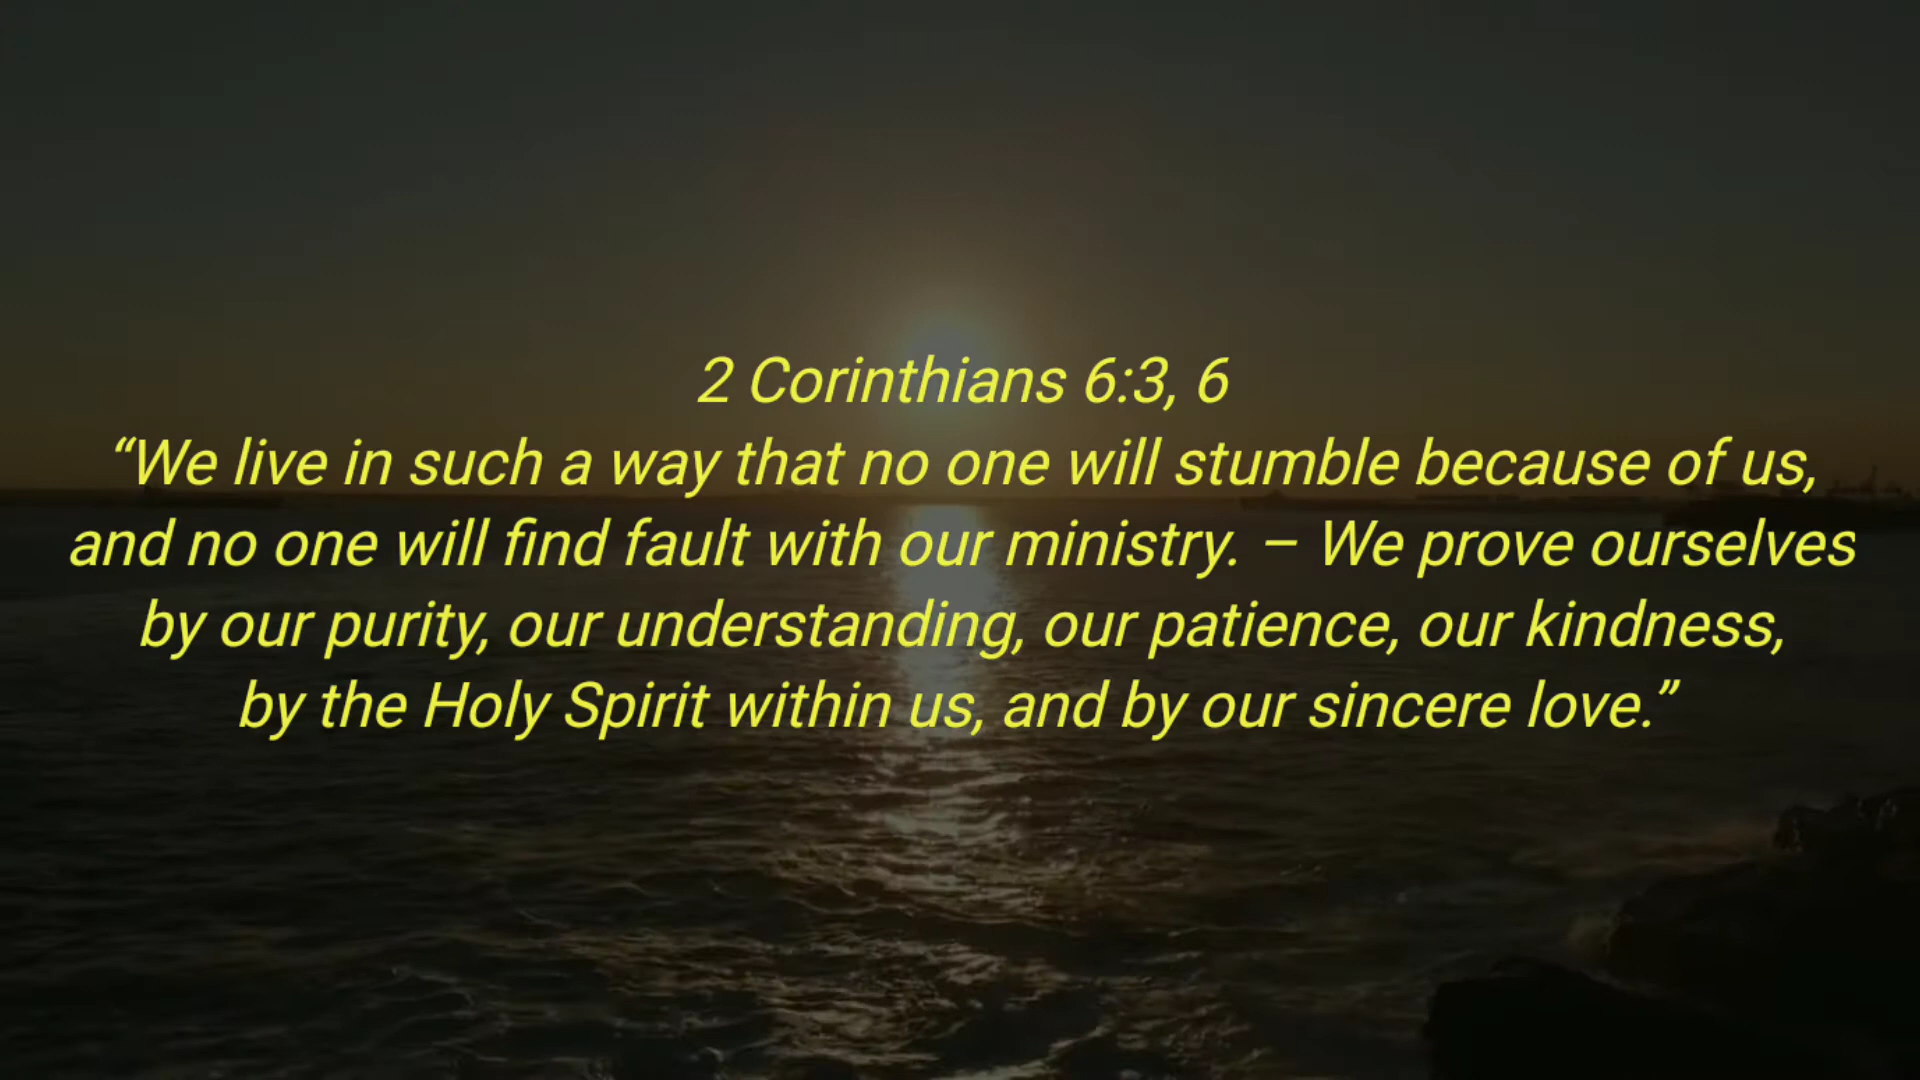 2 Corinthians 6:3, 6
“We live in such a way that no one will stumble because of us,
and no one will find fault with our ministry. – We prove ourselves
by our purity, our understanding, our patience, our kindness,
by the Holy Spirit within us, and by our sincere love.”